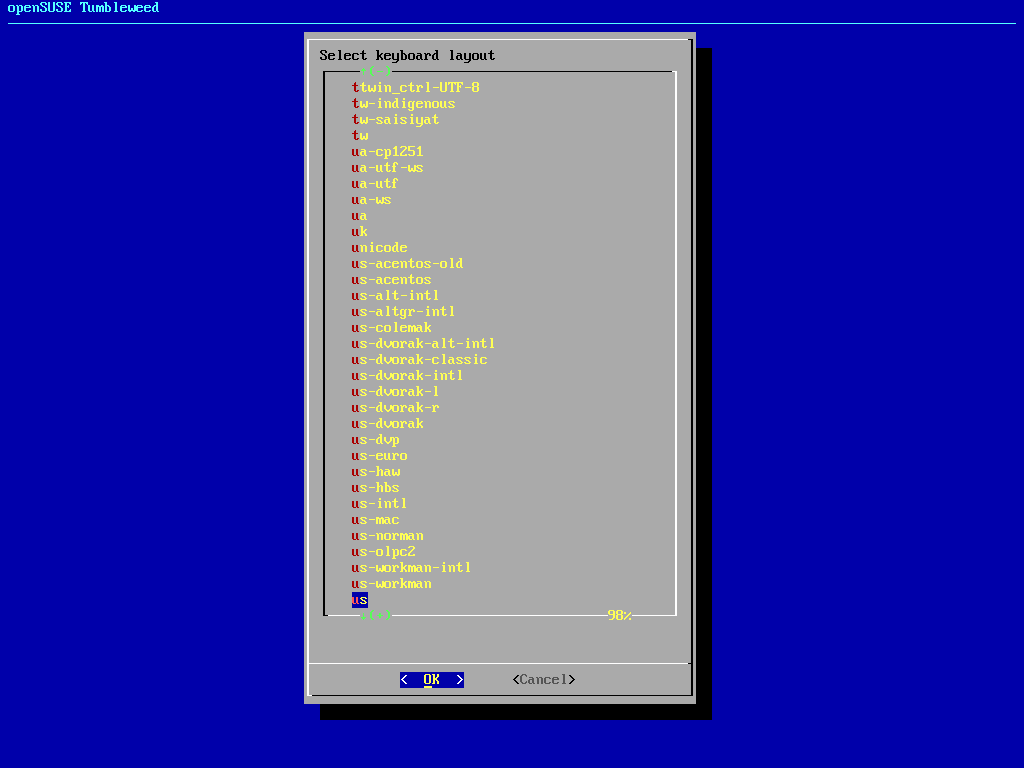 openSUSE Tumbleweed
Select keyboard layout
↑(-)
ttwin_ctrl-UTF-8
tw-indigenous
tw-saisiyat
tw
ua-cp1251
ua-utf-ws
ua-utf
ua-ws
ua
uk
unicode
us-acentos-old
us-acentos
us-alt-intl
us-altgr-intl
us-colemak
us-dvorak-alt-intl
us-dvorak-classic
us-dvorak-intl
us-dvorak-l
us-dvorak-r
us-dvorak
us-dvp
us-euro
us-haw
us-hbs
us-intl
us-mac
us-norman
us-olpc2
us-workman-intl
us-workman
us
↓(+) 98%
< OK > <Cancel>